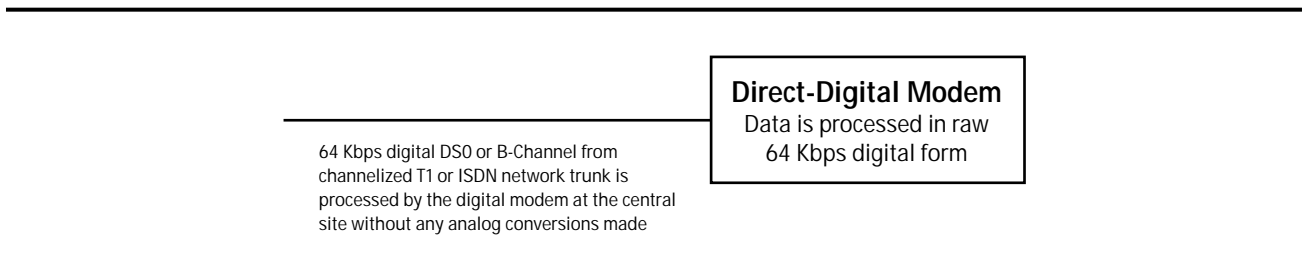 Direct-Digital Modem
Data is processed in raw
64 Kbps digital form
64 Kbps digital DS0 or B-Channel from
channelized T1 or ISDN network trunk is
processed by the digital modem at the central
site without any analog conversions made